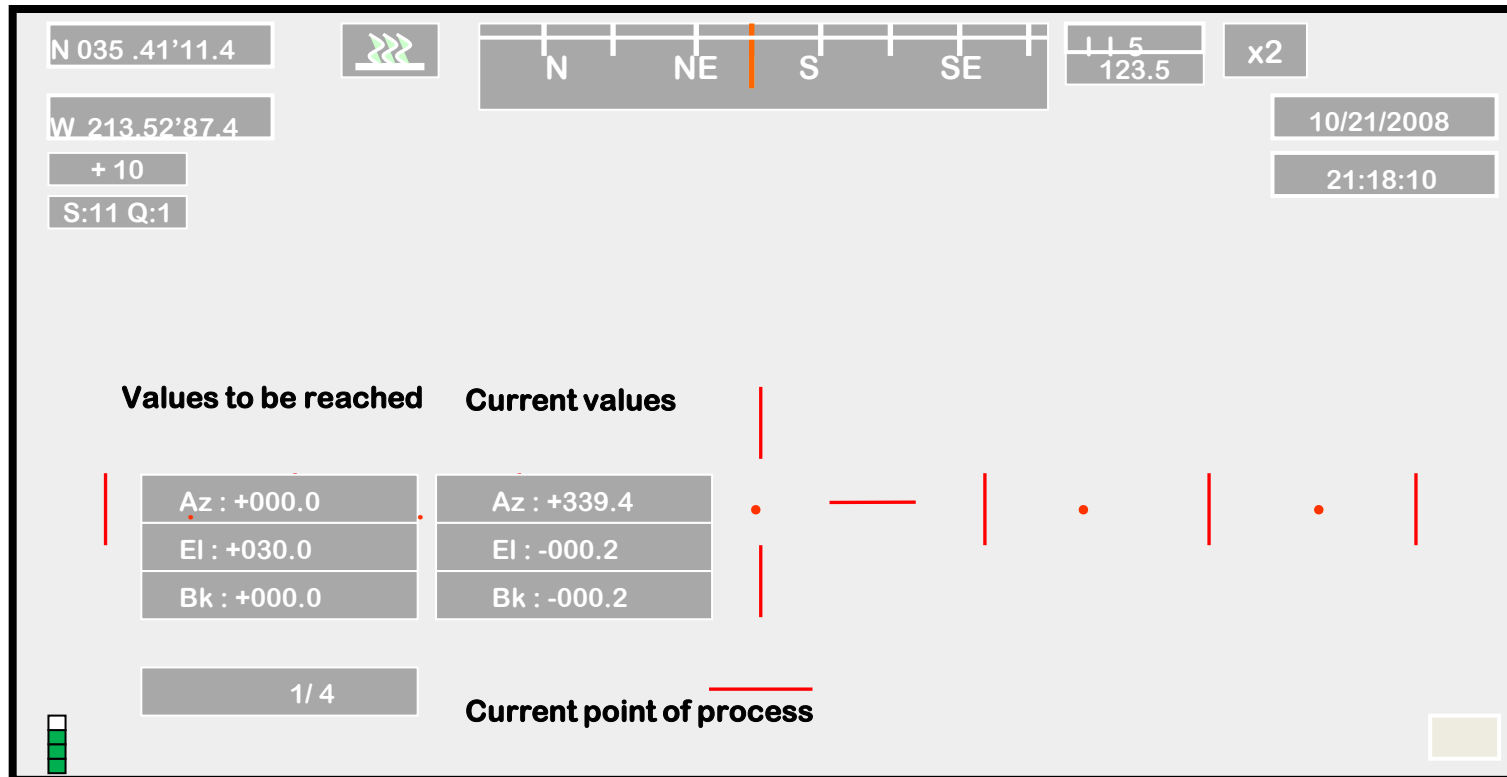 N 035 .41’11.4
N NE S SE
5
123.5
x2
W 213.52’87.4
10/21/2008
+ 10
21:18:10
S:11 Q:1
Values to be reached
Current values
Az : +000.0
Az : +339.4
El : +030.0
El : -000.2
Bk : +000.0
Bk : -000.2
1/ 4
Current point of process